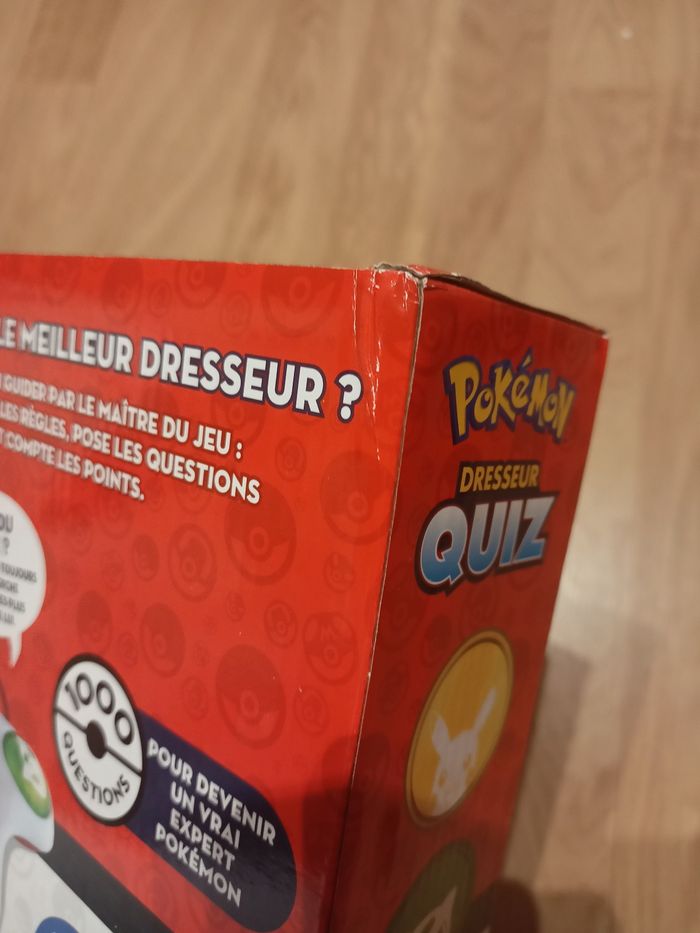 LE MEILLEUR DRESSEUR ?
GUIDER PAR LE MAÎTRE DU JEU :
LES RÈGLES, POSE LES QUESTIONS
COMPTE LES POINTS.
?
TOUJOURS
1000
QUESTIONS
POUR DEVENIR
UN VRAI
EXPERT
POKÉMON
POKéMON
DRESSEUR
QUIZ